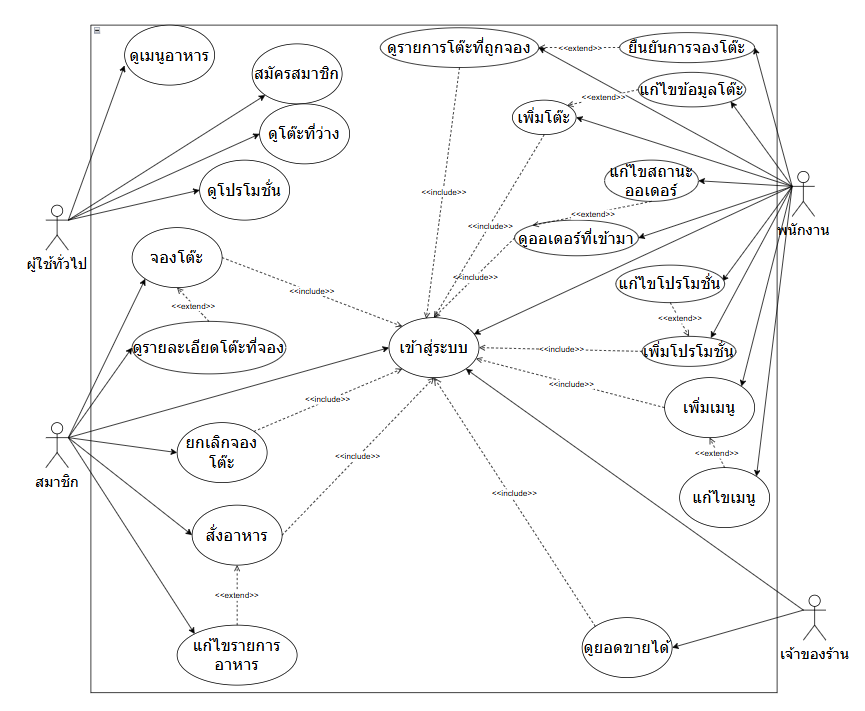 ดูเมนูอาหาร
สมัครสมาชิก
ดูโต๊ะที่ว่าง
ดูโปรโมชั่น
ผู้ใช้ทั่วไป
ดูรายการโต๊ะที่ถูกจอง
<<extend>>
ยืนยันการจองโต๊ะ
แก้ไขข้อมูลโต๊ะ
<<extend>>
เพิ่มโต๊ะ
แก้ไขสถานะ
ออเดอร์
<<include>>
<<extend>>
<<include>>
ดูออเดอร์ที่เข้ามา
พนักงาน
จองโต๊ะ
<<include>>
<<include>>
แก้ไขโปรโมชั่น
<<extend>>
<<extend>>
ดูรายละเอียดโต๊ะที่จอง
เข้าสู่ระบบ
<<include>>
เพิ่มโปรโมชั่น
<<include>>
<<include>>
เพิ่มเมนู
ยกเลิกจอง
โต๊ะ
<<include>>
<<extend>>
สมาชิก
<<include>>
แก้ไขเมนู
สั่งอาหาร
<<extend>>
แก้ไขรายการ
อาหาร
ดูยอดขายได้
เจ้าของร้าน